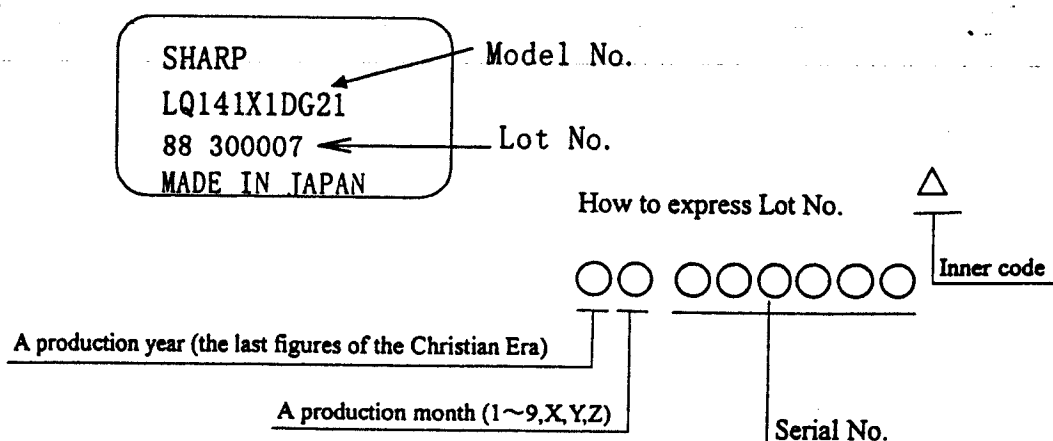 SHARP
Model No.
LQ141X1DG21
88 300007
Lot No.
MADE IN JAPAN
How to express Lot No.
△
○○ ○○○○○○
Inner code
A production year (the last figures of the Christian Era)
A production month (1～9,X,Y,Z)
Serial No.